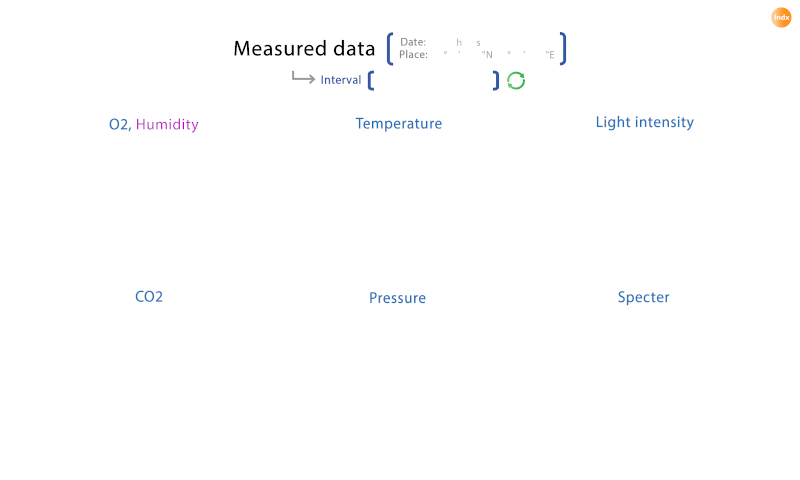 Indx
Measured data
Date: h s
Place: ° ' "N ° ' "E
Interval
O2, Humidity
Temperature
Light intensity
CO2
Pressure
Specter